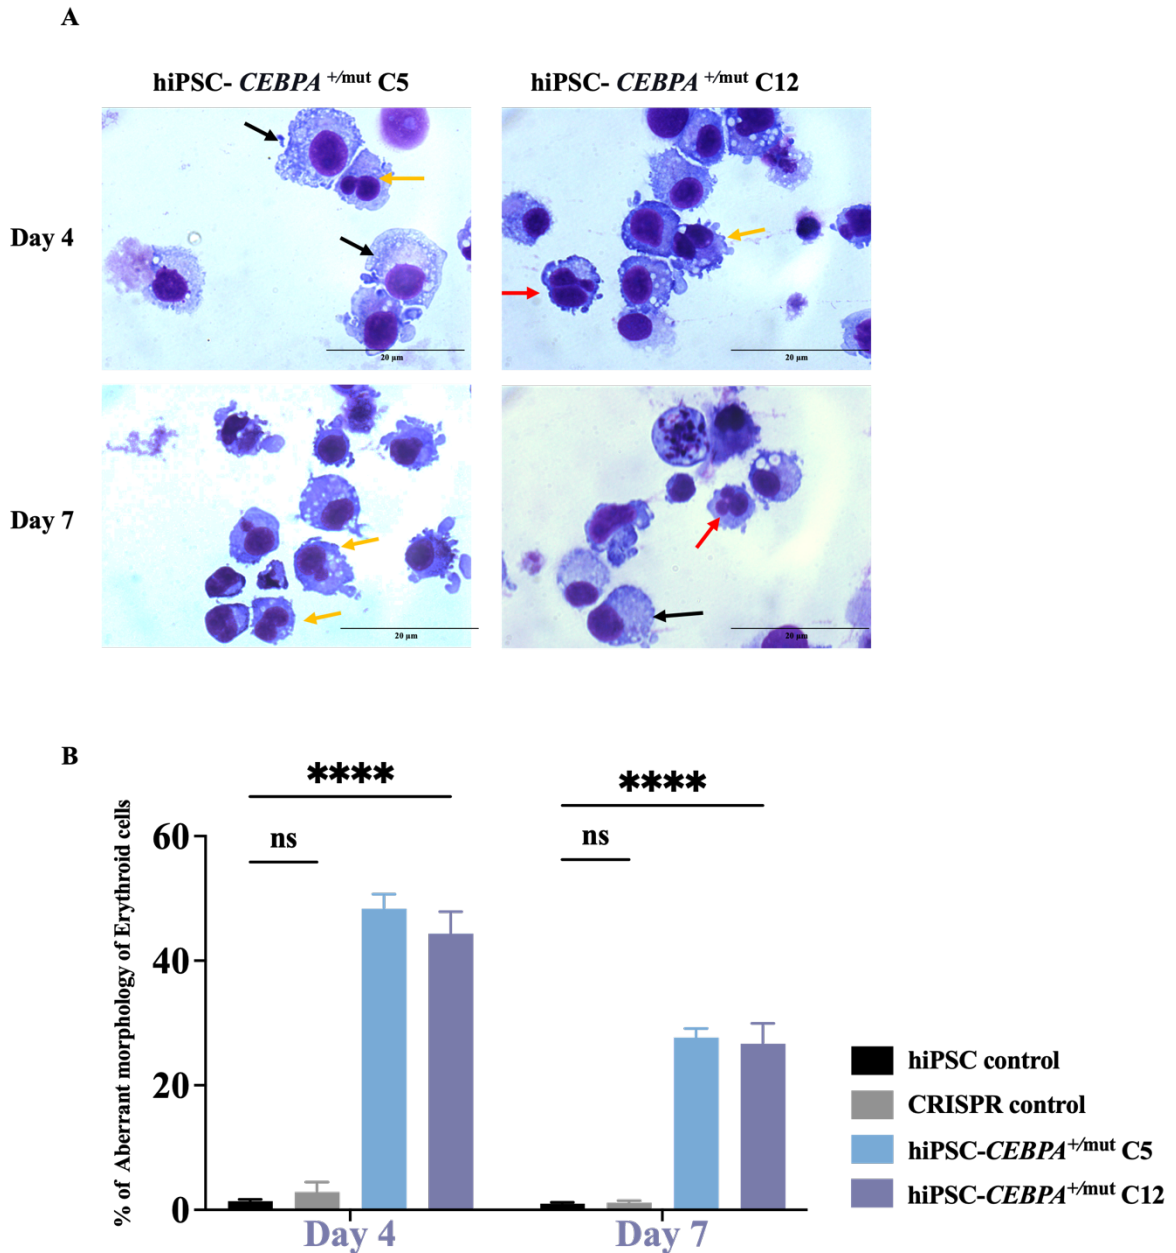 A
hiPSC- CEBPA +/mut C5
hiPSC- CEBPA +/mut C12
Day 4
20 µm
20 µm
Day 7
20 µm
20 µm
B
% of Aberrant morphology of Erythroid cells
****
****
ns
ns
60
40
20
0
Day 4
Day 7
hiPSC control
CRISPR control
hiPSC-CEBPA+/mut C5
hiPSC-CEBPA+/mut C12